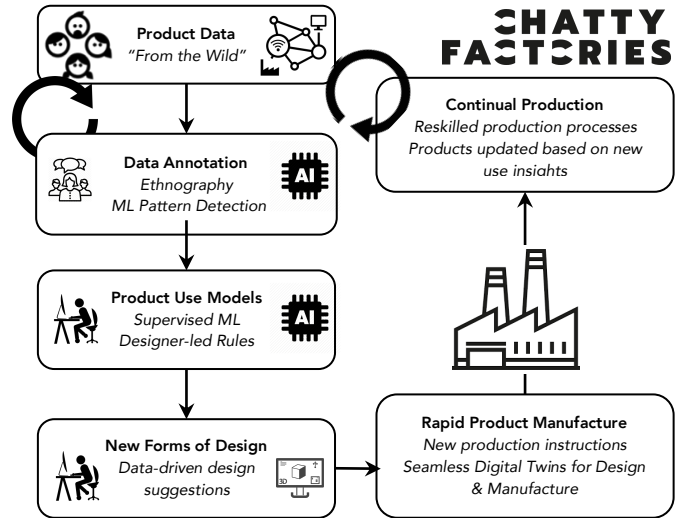 CHATTY
FACTORIES
Product Data
“From the Wild”
Data Annotation
Ethnography
ML Pattern Detection
AI
Product Use Models
Supervised ML
Designer-led Rules
AI
New Forms of Design
Data-driven design
suggestions
3D
Rapid Product Manufacture
New production instructions
Seamless Digital Twins for Design
& Manufacture
Continual Production
Reskilled production processes
Products updated based on new
use insights